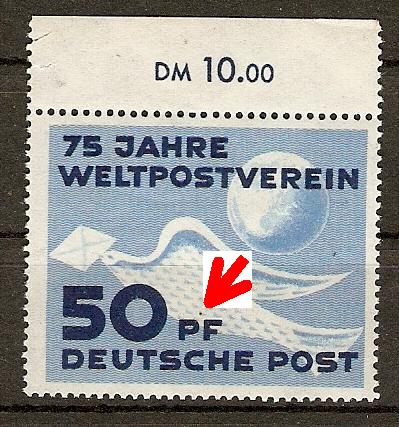 DM 10.00
75 JAHRE
WELTPOSTVEREIN
50 PF
DEUTSCHE POST